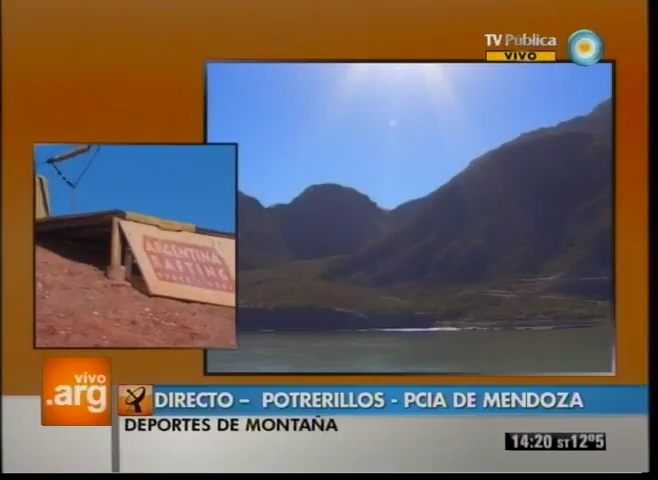 TV Pública
VIVO
ARGENTINA
RAFTING
vivo
.arg
DIRECTO – POTRERILLOS - PCIA DE MENDOZA
DEPORTES DE MONTAÑA
14:20 ST 12º5